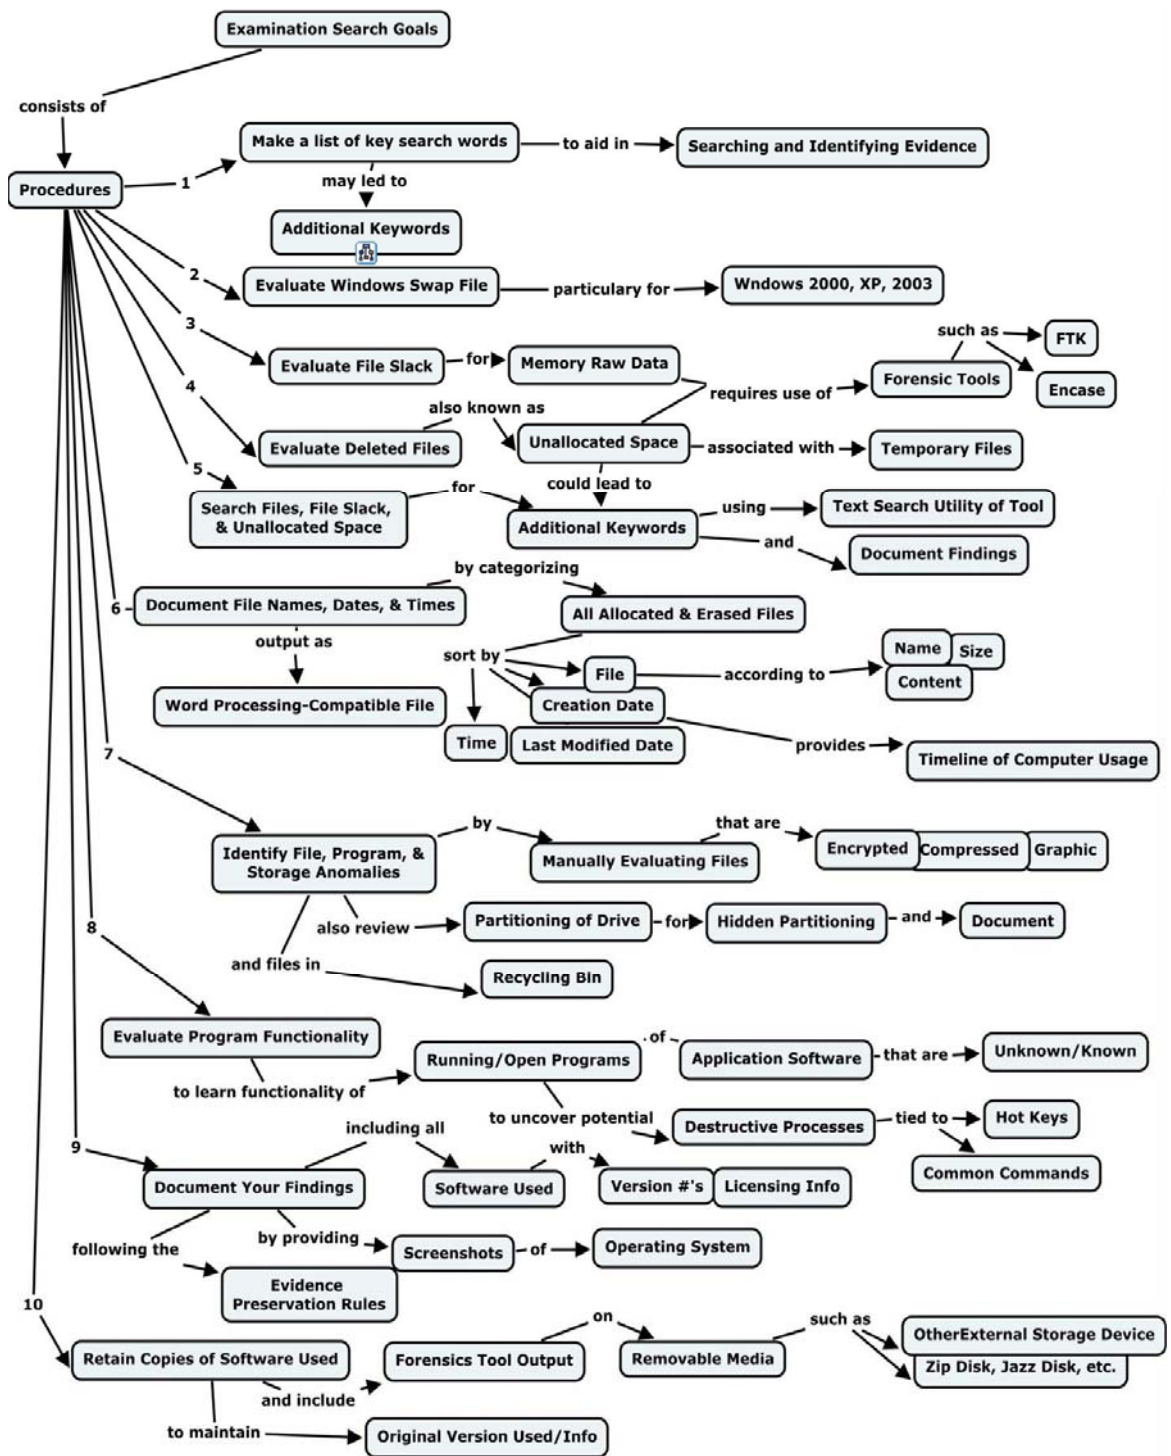 Examination Search Goals
consists of
Procedures
1
Make a list of key search words
to aid in
Searching and Identifying Evidence
may led to
Additional Keywords
2
Evaluate Windows Swap File
particulary for
Wndows 2000, XP, 2003
3
Evaluate File Slack
for
Memory Raw Data
requires use of
Forensic Tools
such as
FTK
Encase
4
Evaluate Deleted Files
also known as
Unallocated Space
associated with
Temporary Files
could lead to
5
Search Files, File Slack,
& Unallocated Space
for
Additional Keywords
using
Text Search Utility of Tool
and
Document Findings
6
Document File Names, Dates, & Times
by categorizing
All Allocated & Erased Files
output as
Word Processing-Compatible File
sort by
File
according to
Name
Size
Content
Creation Date
Time
Last Modified Date
provides
Timeline of Computer Usage
7
Identify File, Program, &
Storage Anomalies
by
Manually Evaluating Files
that are
Encrypted
Compressed
Graphic
also review
Partitioning of Drive
for
Hidden Partitioning
and
Document
and files in
Recycling Bin
8
Evaluate Program Functionality
to learn functionality of
Running/Open Programs
of
Application Software
that are
Unknown/Known
to uncover potential
Destructive Processes
tied to
Hot Keys
Common Commands
9
Document Your Findings
including all
Software Used
with
Version #'s
Licensing Info
by providing
Screenshots
of
Operating System
following the
Evidence
Preservation Rules
10
Retain Copies of Software Used
and include
Forensics Tool Output
on
Removable Media
such as
OtherExternal Storage Device
Zip Disk, Jazz Disk, etc.
to maintain
Original Version Used/Info